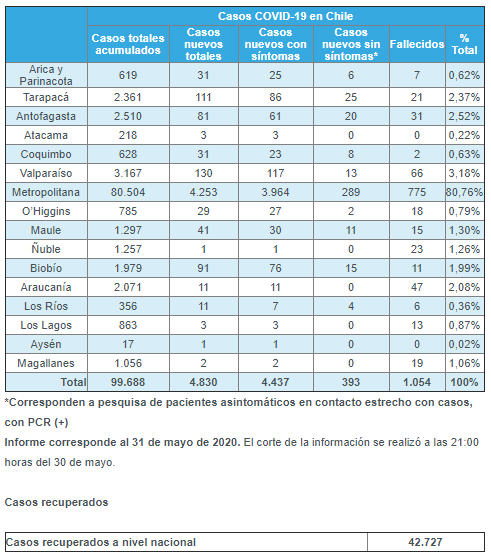 Casos COVID-19 en Chile
Casos totales acumulados Casos nuevos totales Casos nuevos con síntomas Casos nuevos sin síntomas* Fallecidos % Total
Arica y Parinacota 619 31 25 6 7 0,62%
Tarapacá 2.361 111 86 25 21 2,37%
Antofagasta 2.510 81 61 20 31 2,52%
Atacama 218 3 3 0 0 0,22%
Coquimbo 628 31 23 8 2 0,63%
Valparaíso 3.167 130 117 13 66 3,18%
Metropolitana 80.504 4.253 3.964 289 775 80,76%
O'Higgins 785 29 27 2 18 0,79%
Maule 1.297 41 30 11 15 1,30%
Ñuble 1.257 1 1 0 23 1,26%
Biobío 1.979 91 76 15 11 1,99%
Araucanía 2.071 11 11 0 47 2,08%
Los Ríos 356 11 7 4 6 0,36%
Los Lagos 863 3 3 0 13 0,87%
Aysén 17 1 1 0 0 0,02%
Magallanes 1.056 2 2 0 19 1,06%
Total 99.688 4.830 4.437 393 1.054 100%
*Corresponden a pesquisa de pacientes asintomáticos en contacto estrecho con casos,
con PCR (+)
Informe corresponde al 31 de mayo de 2020. El corte de la información se realizó a las 21:00
horas del 30 de mayo.
Casos recuperados
Casos recuperados a nivel nacional 42.727